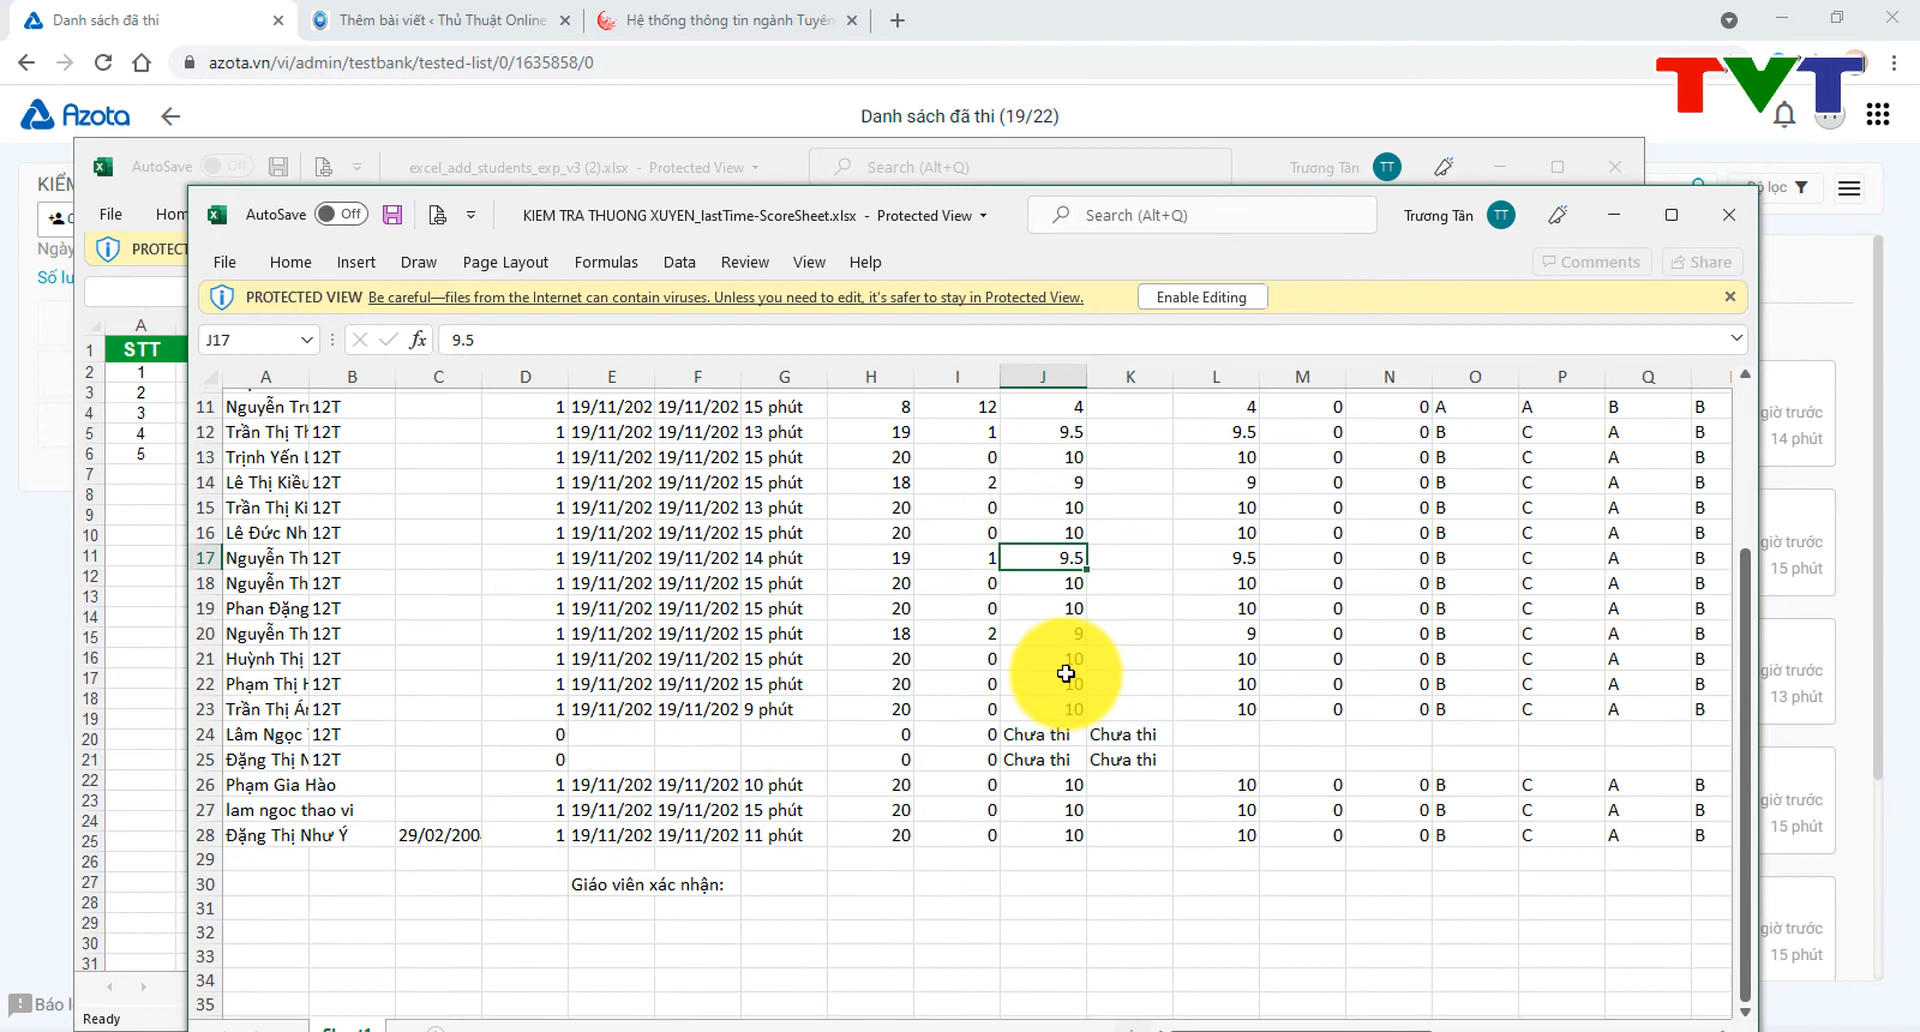 Danh sách đã thi
Thêm bài viết ‹ Thủ Thuật Online
Hệ thống thông tin ngành Tuyên
azota.vn/vi/admin/testbank/tested-list/0/1635858/0
TVT
Azota
Danh sách đã thi (19/22)
AutoSave Off excel_add_students_exp_v3 (2).xlsx - Protected View Search (Alt+Q) Trương Tân TT
KIỂM
lọc
File
Ngày
PROTECT
Số lư
A
1 STT
2 1
3 2
4 3
5 4
6 5
7
8
9
10
11
12
13
14
15
16
17
18
19
20
21
22
23
24
25
26
27
28
29
30
31
Báo l
Ready
AutoSave Off KIEM TRA THUONG XUYEN_lastTime-ScoreSheet.xlsx - Protected View Search (Alt+Q) Trương Tân TT
File Home Insert Draw Page Layout Formulas Data Review View Help Comments Share
PROTECTED VIEW Be careful—files from the Internet can contain viruses. Unless you need to edit, it's safer to stay in Protected View. Enable Editing
J17 fx 9.5
A B C D E F G H I J K L M N O P Q
11 Nguyễn Trư 12T 1 19/11/202 19/11/202 15 phút 8 12 4 4 0 0 A A B B
12 Trần Thị Th 12T 1 19/11/202 19/11/202 13 phút 19 1 9.5 9.5 0 0 B C A B
13 Trịnh Yến L 12T 1 19/11/202 19/11/202 15 phút 20 0 10 10 0 0 B C A B
14 Lê Thị Kiều 12T 1 19/11/202 19/11/202 15 phút 18 2 9 9 0 0 B C A B
15 Trần Thị Ki 12T 1 19/11/202 19/11/202 13 phút 20 0 10 10 0 0 B C A B
16 Lê Đức Nh 12T 1 19/11/202 19/11/202 15 phút 20 0 10 10 0 0 B C A B
17 Nguyễn Th 12T 1 19/11/202 19/11/202 14 phút 19 1 9.5 9.5 0 0 B C A B
18 Nguyễn Th 12T 1 19/11/202 19/11/202 15 phút 20 0 10 10 0 0 B C A B
19 Phan Đặng 12T 1 19/11/202 19/11/202 15 phút 20 0 10 10 0 0 B C A B
20 Nguyễn Th 12T 1 19/11/202 19/11/202 15 phút 18 2 9 9 0 0 B C A B
21 Huỳnh Thị 12T 1 19/11/202 19/11/202 15 phút 20 0 10 10 0 0 B C A B
22 Phạm Thị H 12T 1 19/11/202 19/11/202 15 phút 20 0 10 10 0 0 B C A B
23 Trần Thị Án 12T 1 19/11/202 19/11/202 9 phút 20 0 10 10 0 0 B C A B
24 Lâm Ngọc 12T 0 0 0 Chưa thi Chưa thi
25 Đặng Thị N 12T 0 0 0 Chưa thi Chưa thi
26 Phạm Gia Hào 1 19/11/202 19/11/202 10 phút 20 0 10 10 0 0 B C A B
27 lam ngoc thao vi 1 19/11/202 19/11/202 15 phút 20 0 10 10 0 0 B C A B
28 Đặng Thị Như Ý 29/02/200 1 19/11/202 19/11/202 11 phút 20 0 10 10 0 0 B C A B
29
30 Giáo viên xác nhận:
31
32
33
34
35
giờ trước
14 phút
giờ trước
15 phút
giờ trước
13 phút
giờ trước
15 phút
giờ trước
15 phút